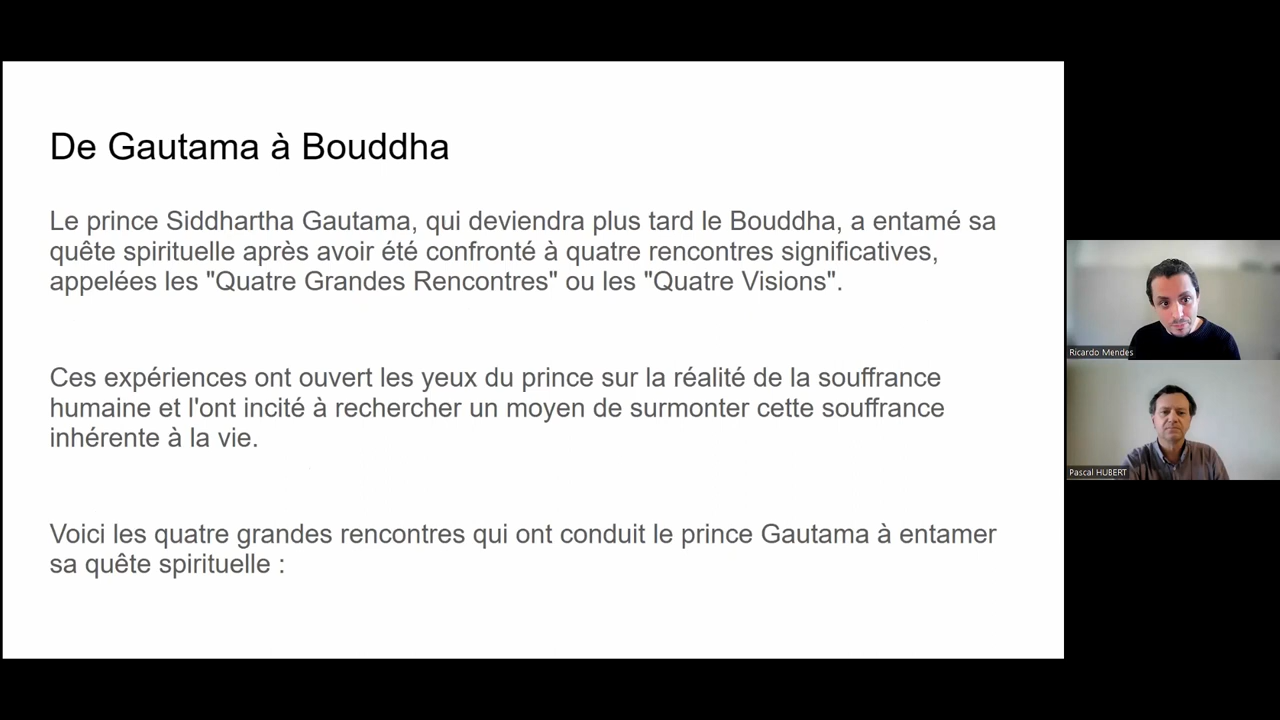 De Gautama à Bouddha
Le prince Siddhartha Gautama, qui deviendra plus tard le Bouddha, a entamé sa
quête spirituelle après avoir été confronté à quatre rencontres significatives,
appelées les "Quatre Grandes Rencontres" ou les "Quatre Visions".
Ces expériences ont ouvert les yeux du prince sur la réalité de la souffrance
humaine et l'ont incité à rechercher un moyen de surmonter cette souffrance
inhérente à la vie.
Voici les quatre grandes rencontres qui ont conduit le prince Gautama à entamer
sa quête spirituelle :
Ricardo Mendes
Pascal HUBERT